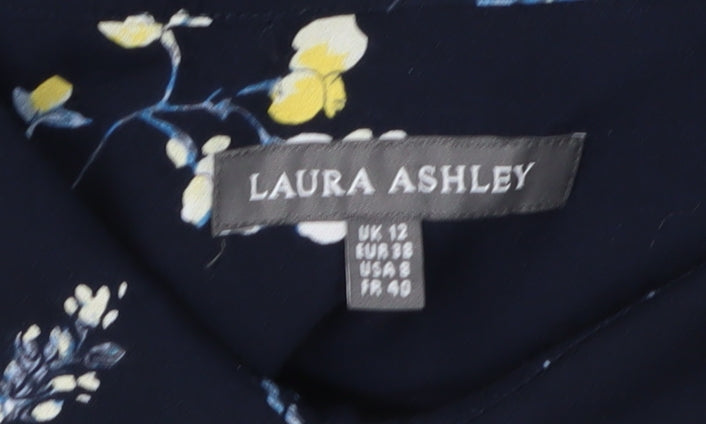 LAURA ASHLEY
UK 12
EUR 38
USA 8
FR 40